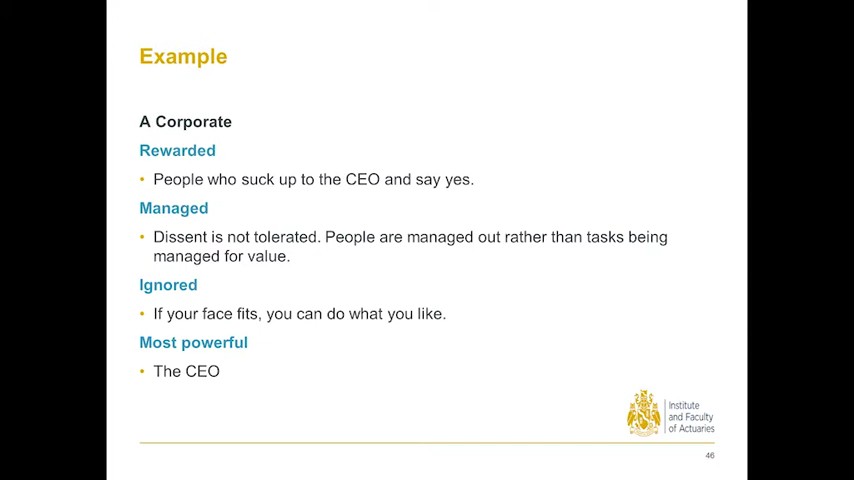 Example
A Corporate
Rewarded
• People who suck up to the CEO and say yes.
Managed
• Dissent is not tolerated. People are managed out rather than tasks being
managed for value.
Ignored
• If your face fits, you can do what you like.
Most powerful
• The CEO
Institute
and Faculty
of Actuaries
46